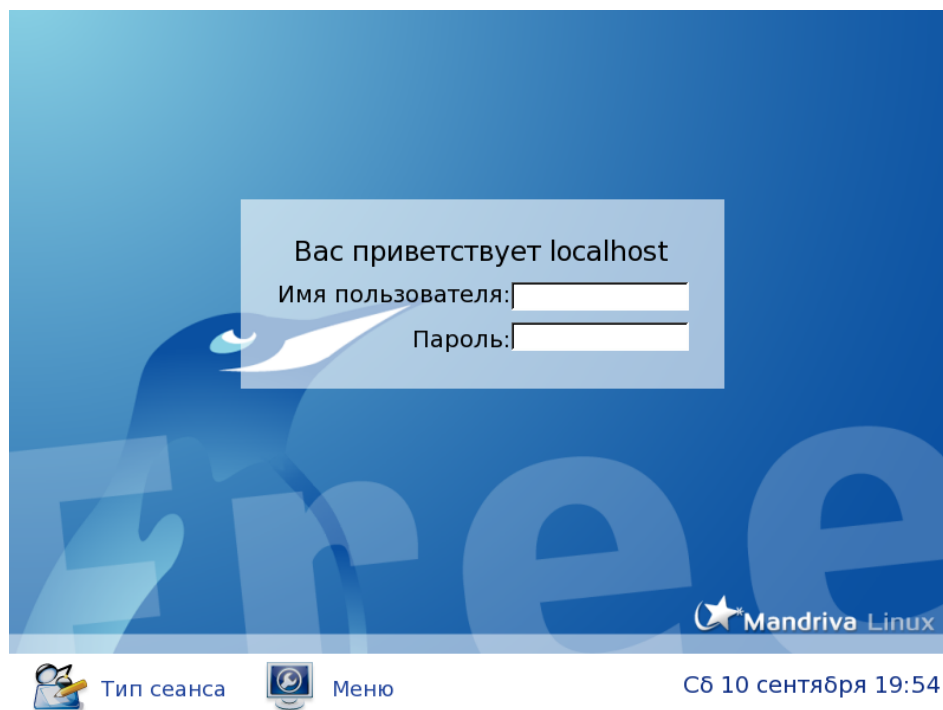 Вас приветствует localhost
Имя пользователя:
Пароль:
Free
Mandriva Linux
Тип сеанса
Меню
Сб 10 сентября 19:54